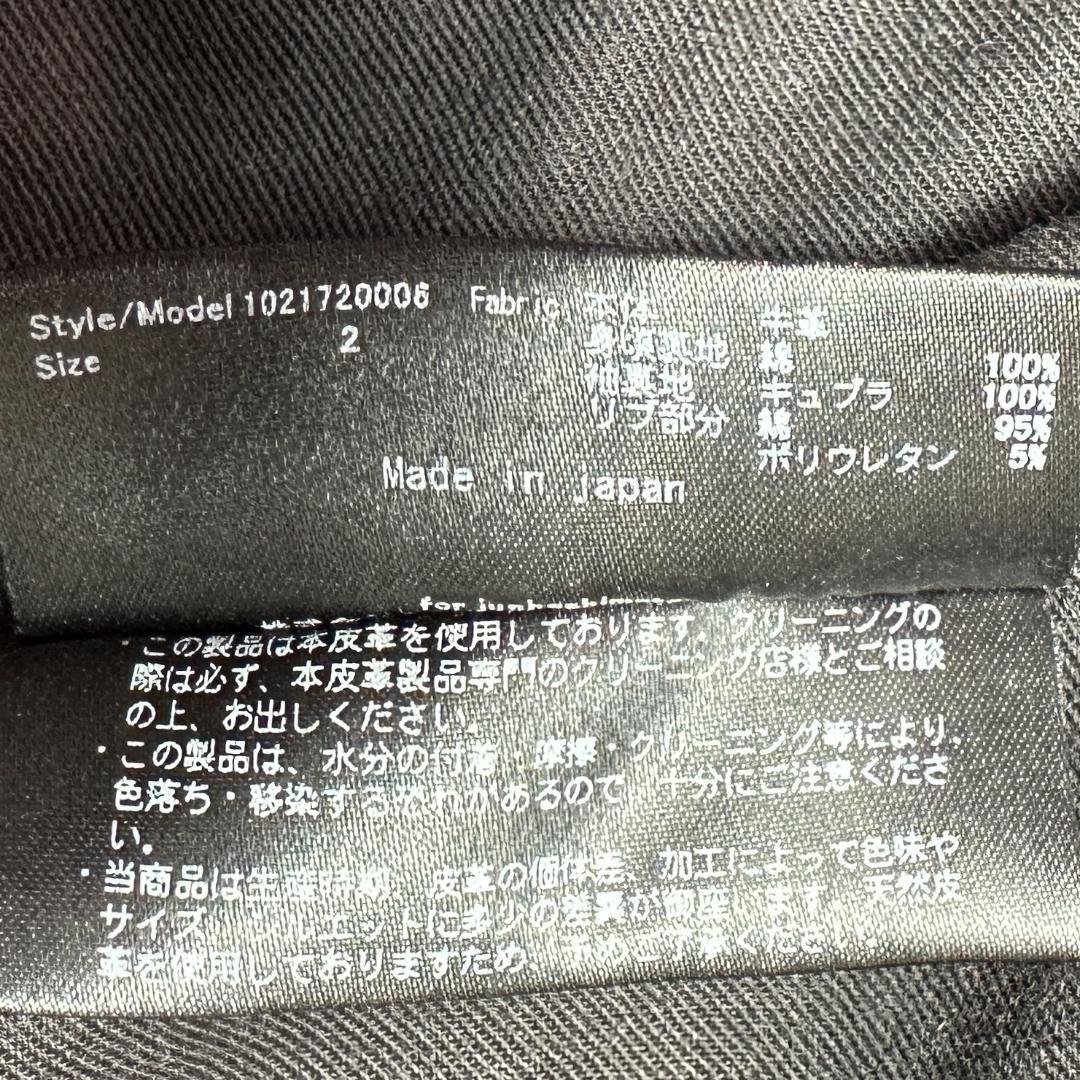 Style/Model 1021720006 Fabric 本体 牛革
Size 2 身頃裏地 綿 100%
袖裏地 キュプラ 100%
リブ部分 綿 95%
ポリウレタン 5%
Made in japan
for junhashimoto
・この製品は本皮革を使用しております。クリーニングの
際は必ず、本皮革製品専門のクリーニング店様とご相談
の上、お出しください。
・この製品は、水分の付着・摩擦・クリーニング等により、
色落ち・移染する恐れがあるので、十分にご注意くださ
い。
・当商品は生産時期、皮革の個体差、加工によって色味や
サイズ、シルエットに多少の差異が御座います。天然皮
革を使用しておりますため、予めご了承ください。